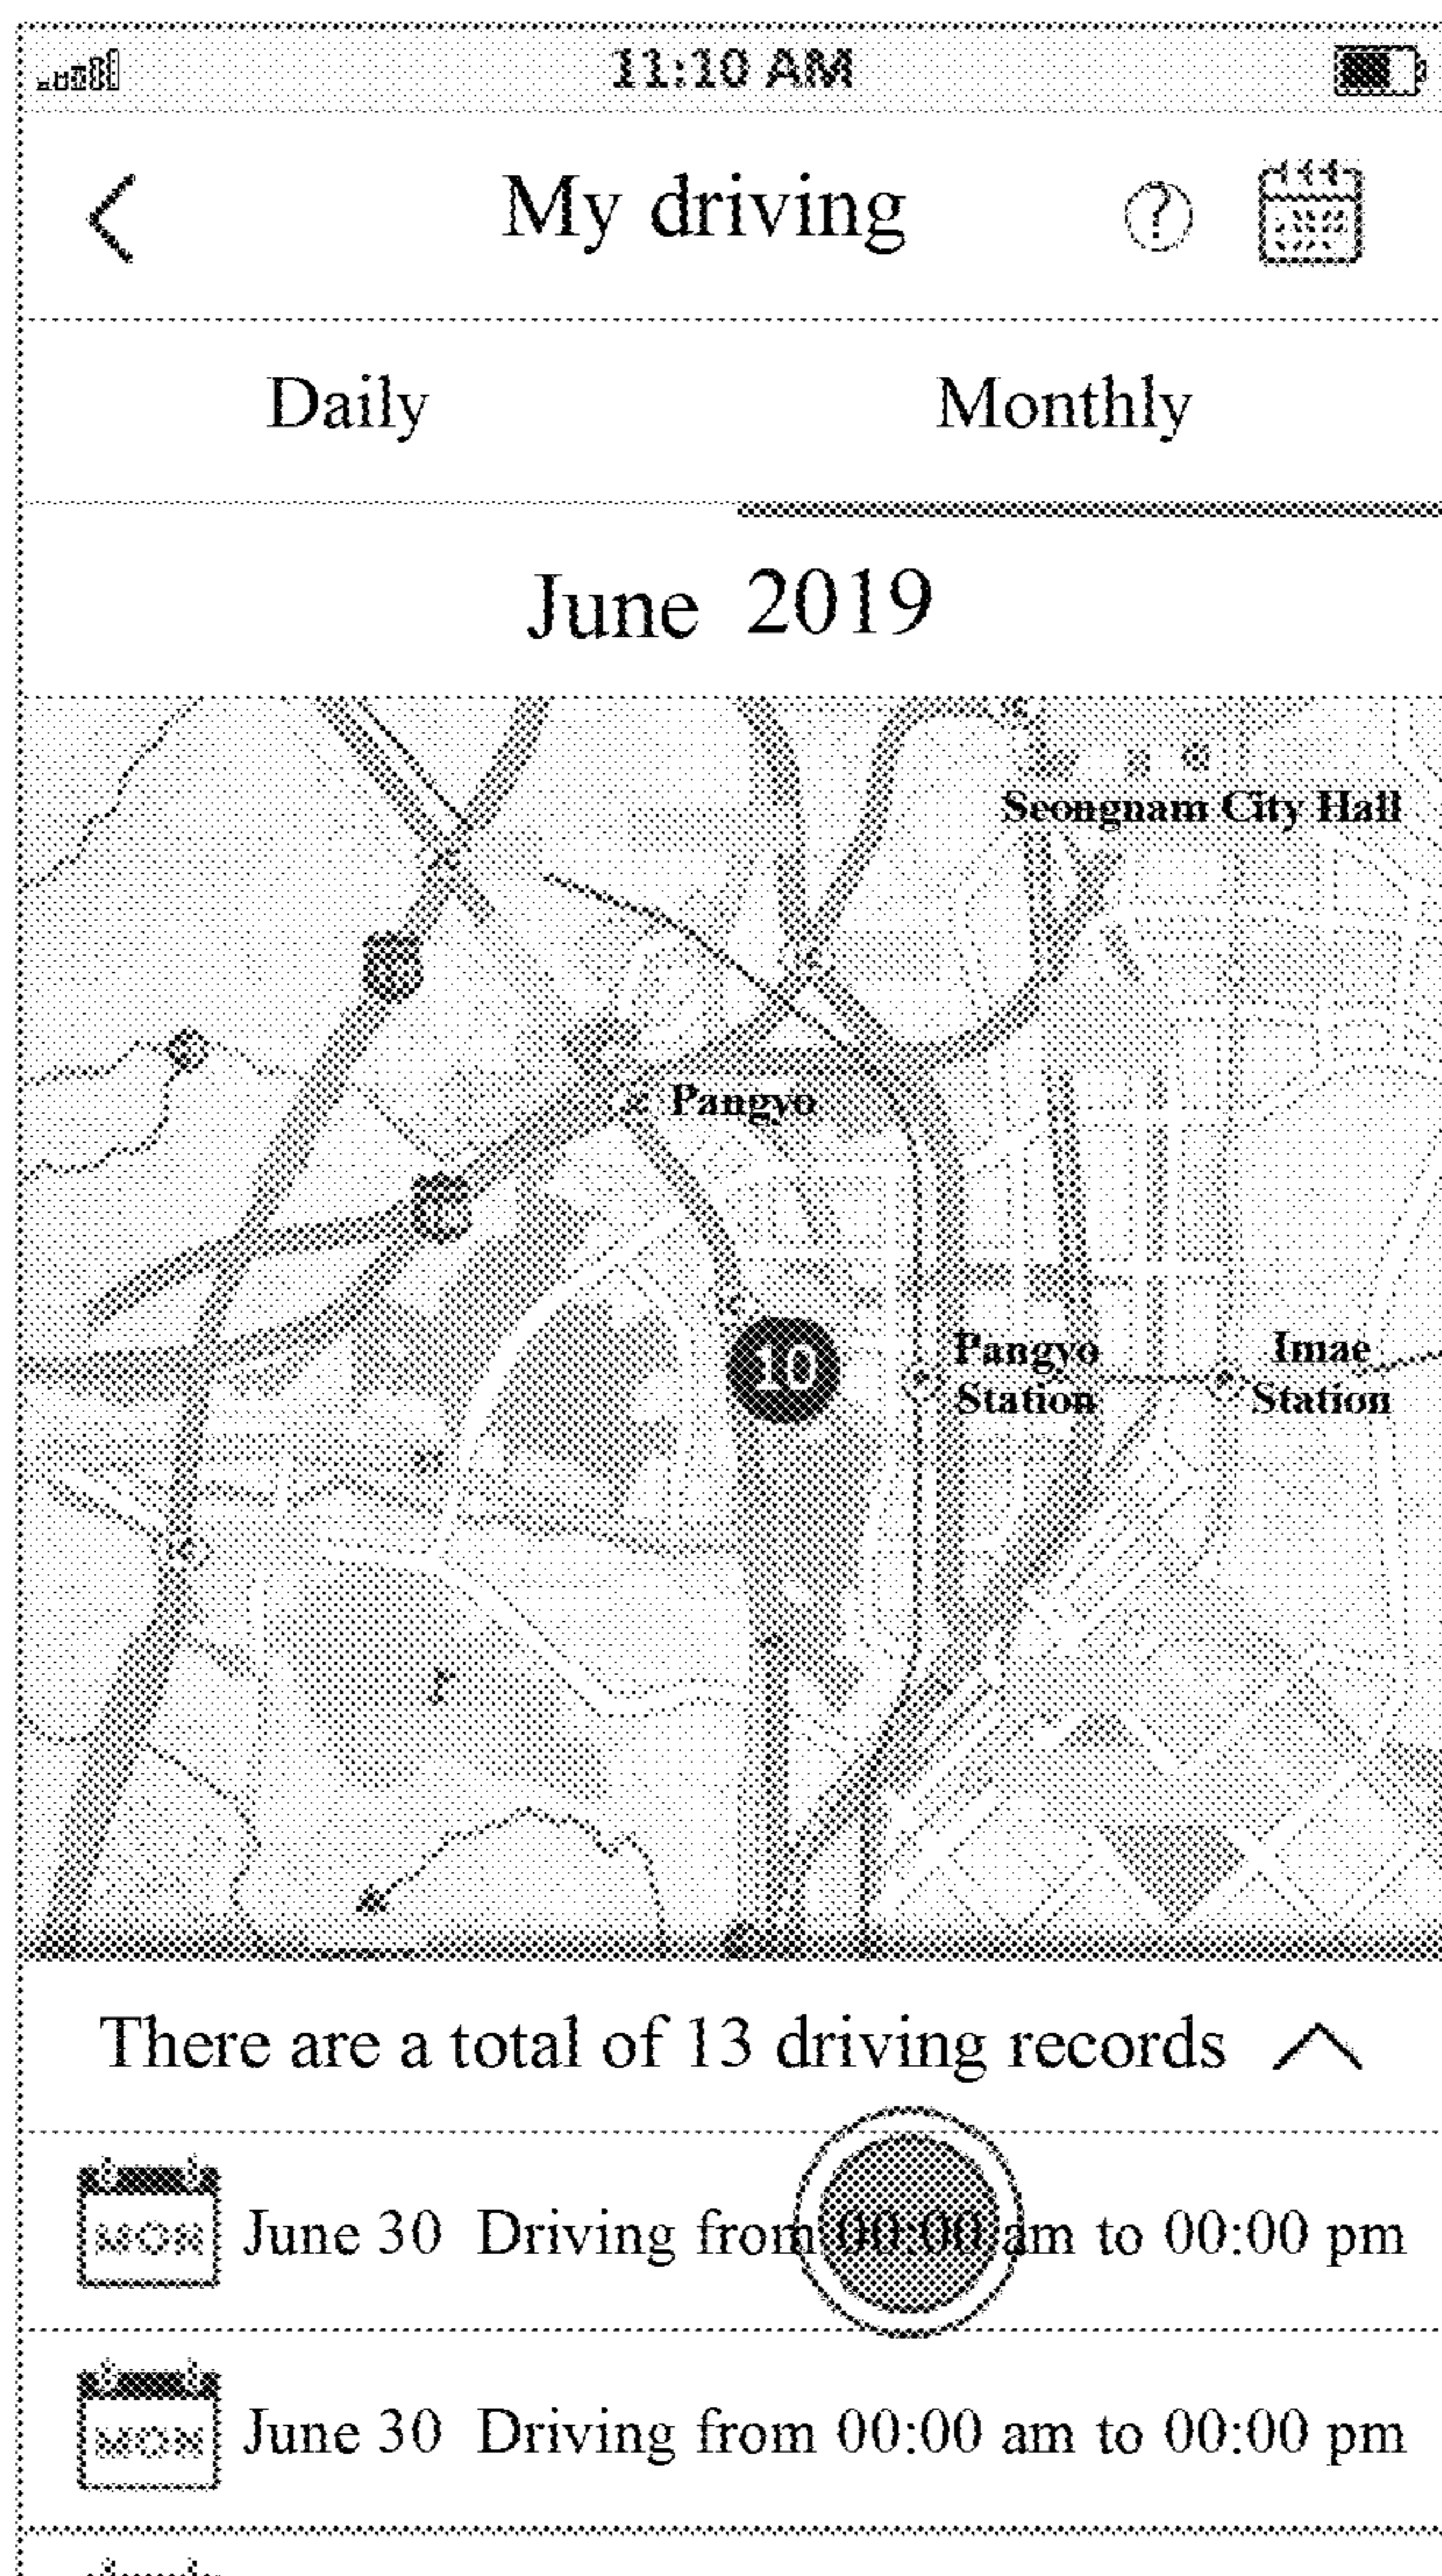 11:10 AM
My driving ?
Daily Monthly
June 2019
Seongnam City Hall
Pangyo
10
Pangyo Station
Imae Station
There are a total of 13 driving records
MON June 30 Driving from 00:00 am to 00:00 pm
MON June 30 Driving from 00:00 am to 00:00 pm